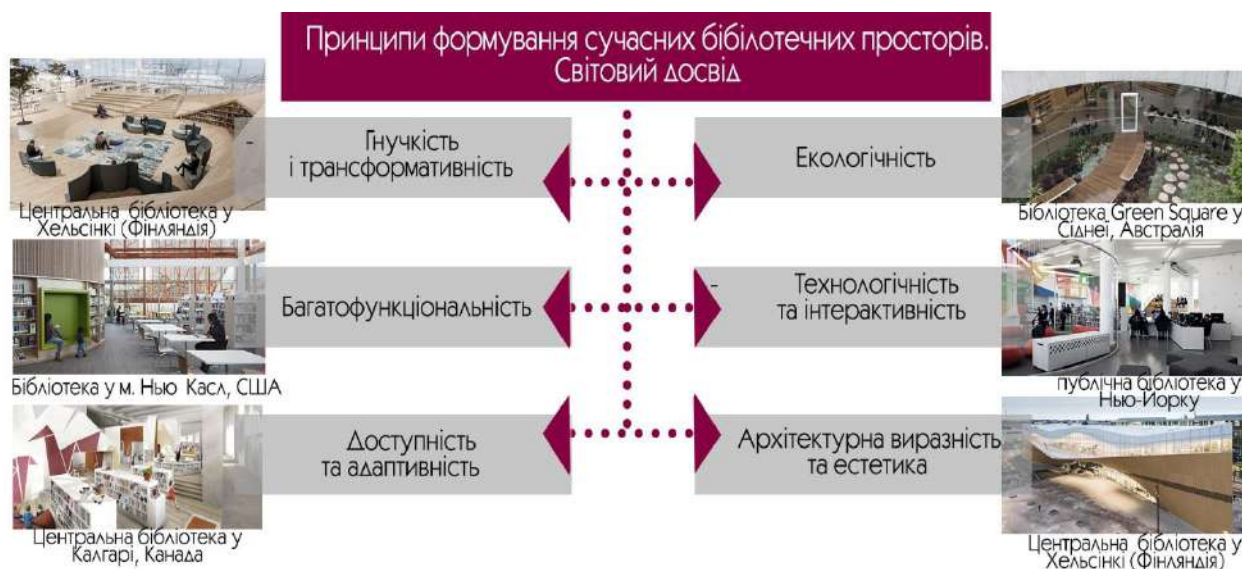 Принципи формування сучасних бібілотечних просторів.
Світовий досвід
Гнучкість
і трансформативність
-
Центральна бібліотека у
Хельсінкі (Фінляндія)
Екологічність
Бібліотека Green Square у
Сіднеї, Австралія
Багатофункціональність
Бібліотека у м. Нью Касл, США
-
Технологічність
та інтерактивність
публічна бібліотека у
Нью-Йорку
Доступність
та адаптивність
Центральна бібліотека у
Калгарі, Канада
Архітектурна виразність
та естетика
Центральна бібліотека у
Хельсінкі (Фінляндія)